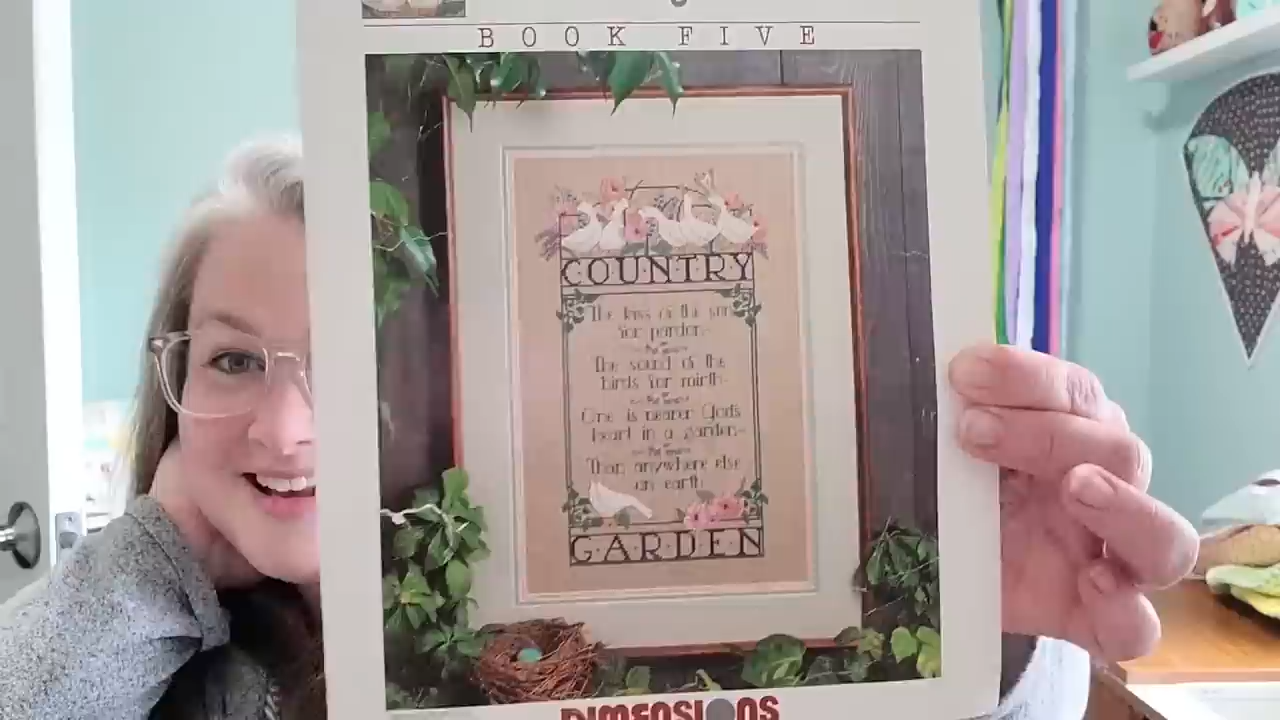 BOOK FIVE
COUNTRY
The kiss of the sun
for pardon
The sound of the
birds for mirth
One is nearer God's
heart in a garden
Than anywhere else
on earth
GARDEN
DIMENSIONS